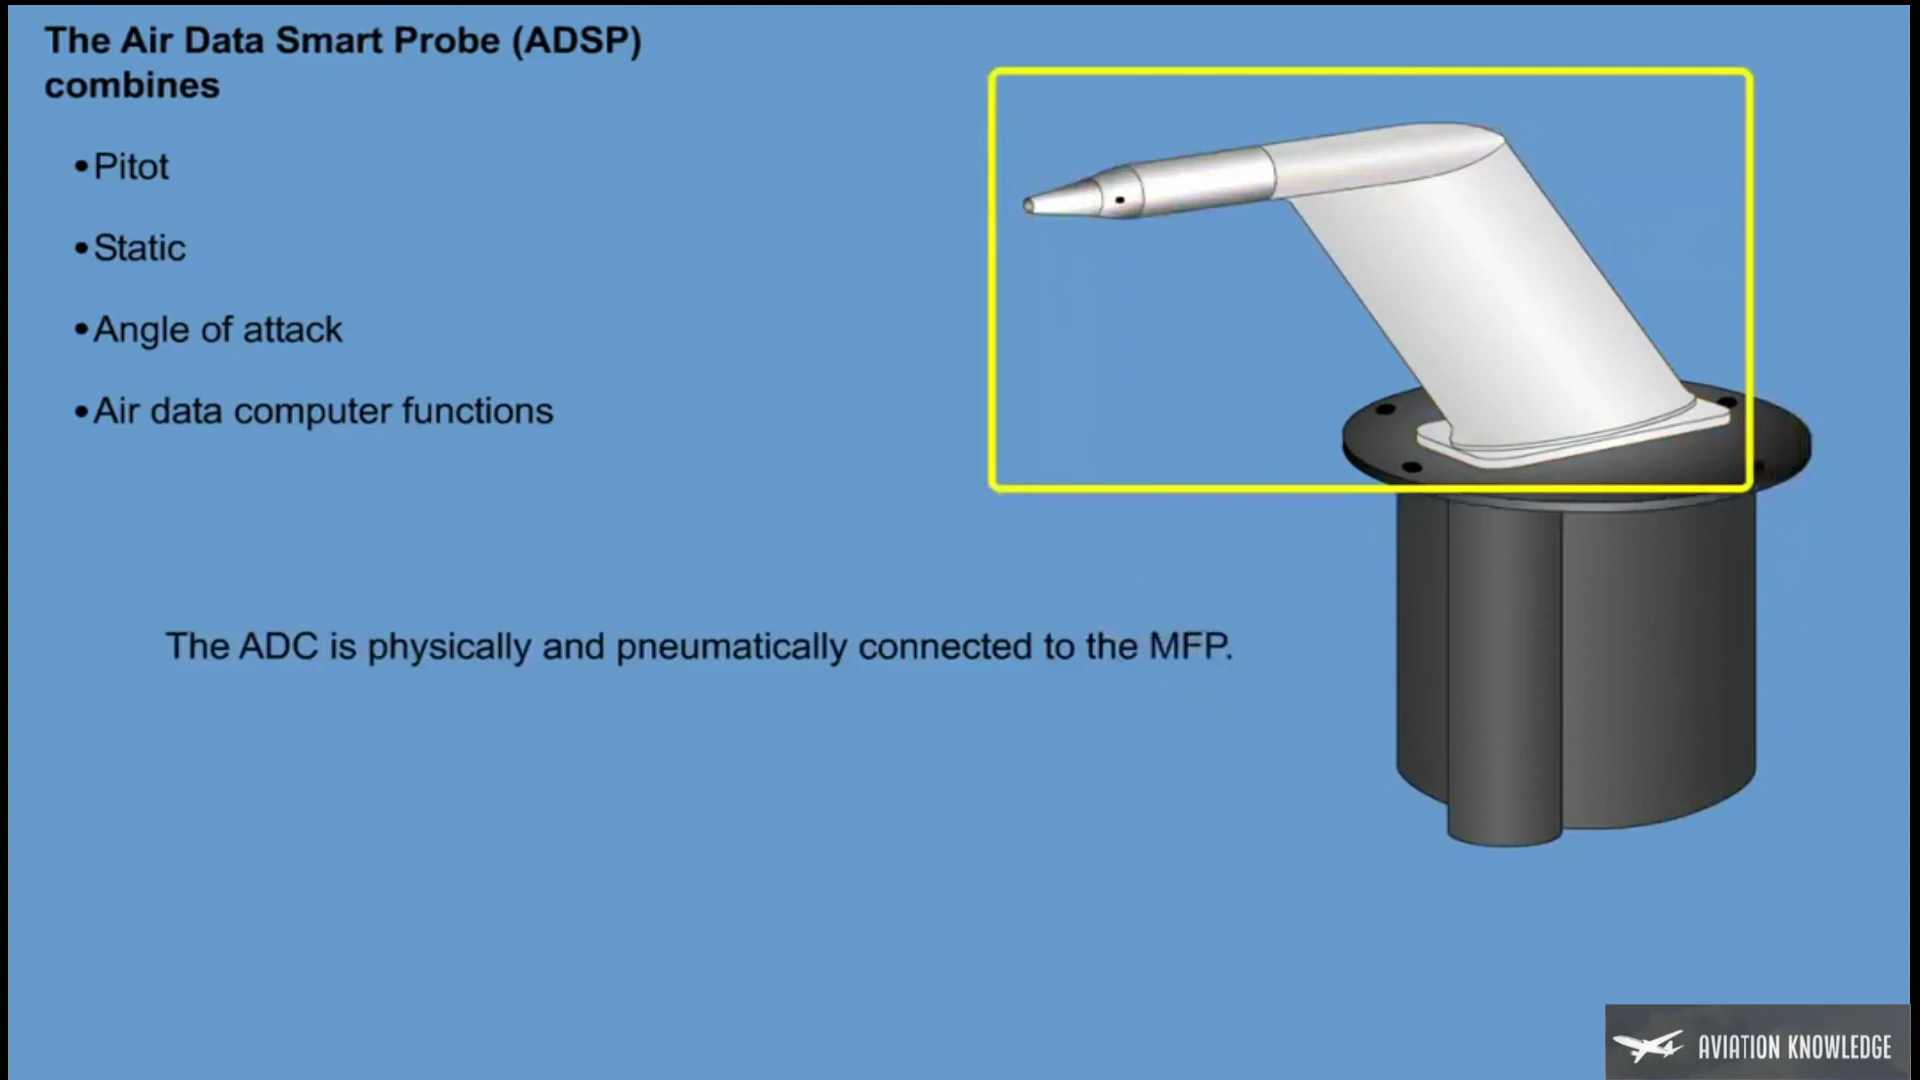 The Air Data Smart Probe (ADSP)
combines
•Pitot
•Static
•Angle of attack
•Air data computer functions
The ADC is physically and pneumatically connected to the MFP.
AVIATION KNOWLEDGE